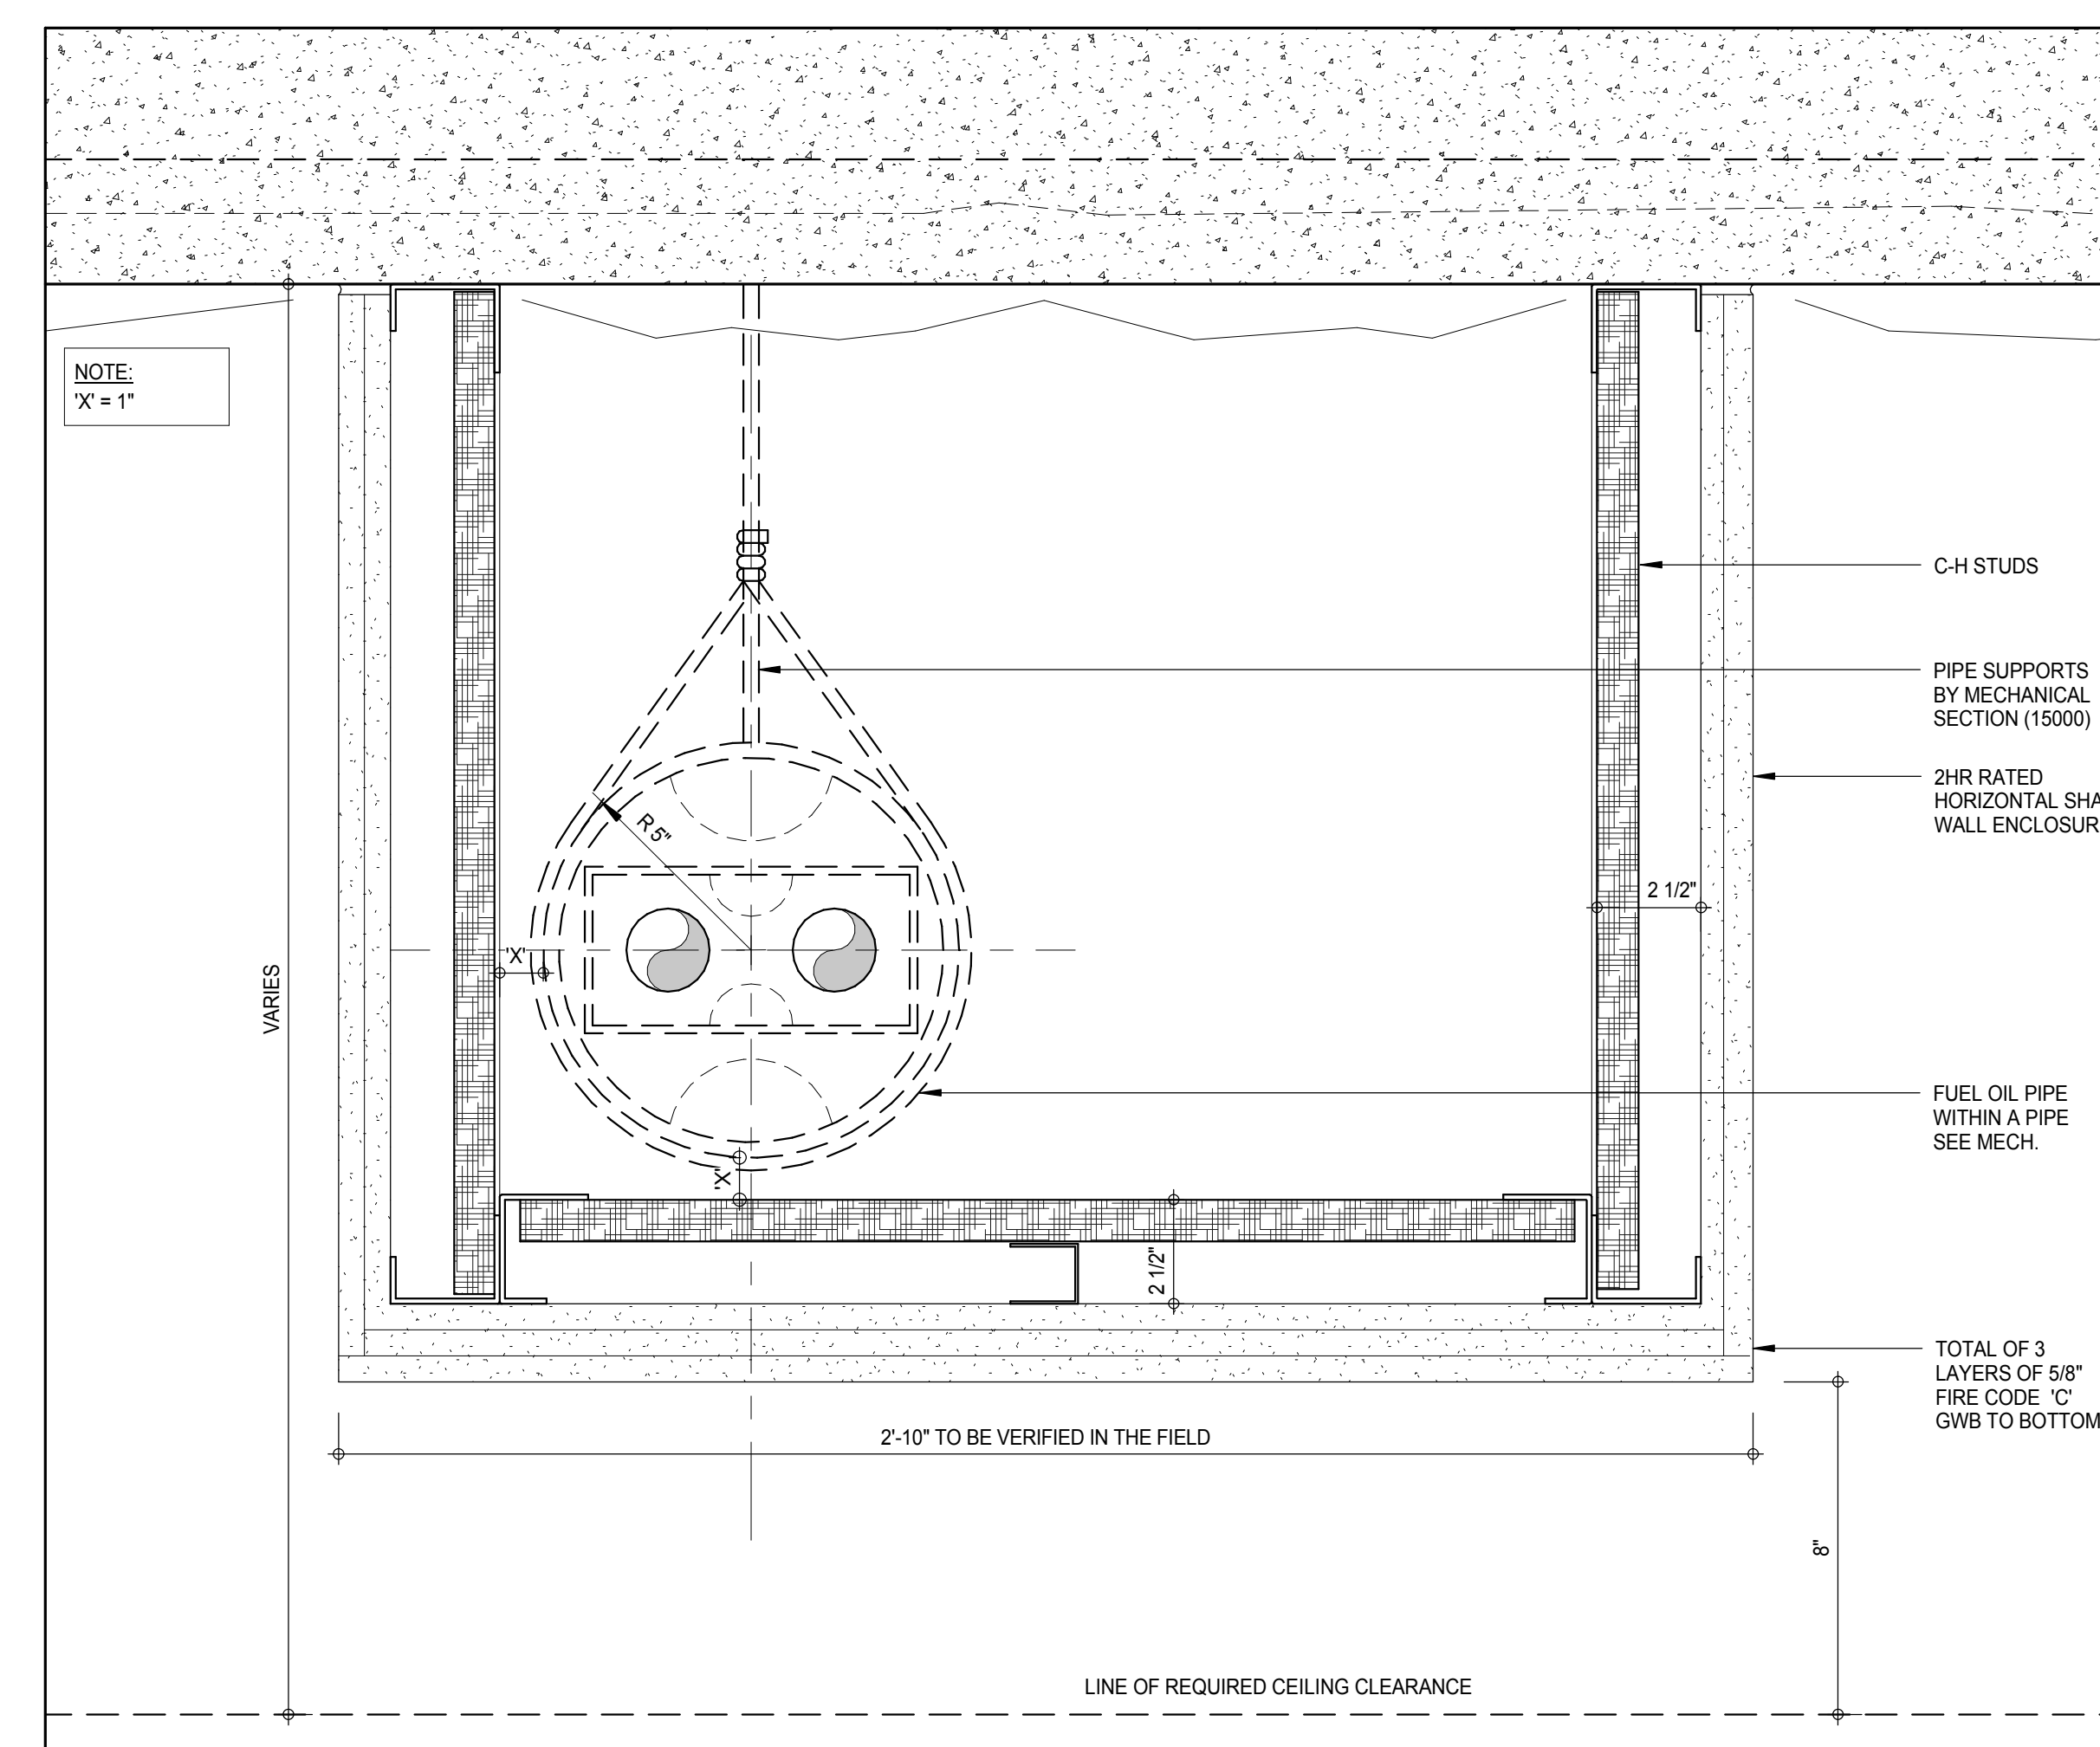 NOTE:
'X' = 1"
C-H STUDS
PIPE SUPPORTS
BY MECHANICAL
SECTION (15000)
2HR RATED
HORIZONTAL SHA
WALL ENCLOSUR
R 5"
2 1/2"
'X'
VARIES
FUEL OIL PIPE
WITHIN A PIPE
SEE MECH.
'X'
2 1/2"
TOTAL OF 3
LAYERS OF 5/8"
FIRE CODE 'C'
GWB TO BOTTOM
2'-10" TO BE VERIFIED IN THE FIELD
8"
LINE OF REQUIRED CEILING CLEARANCE